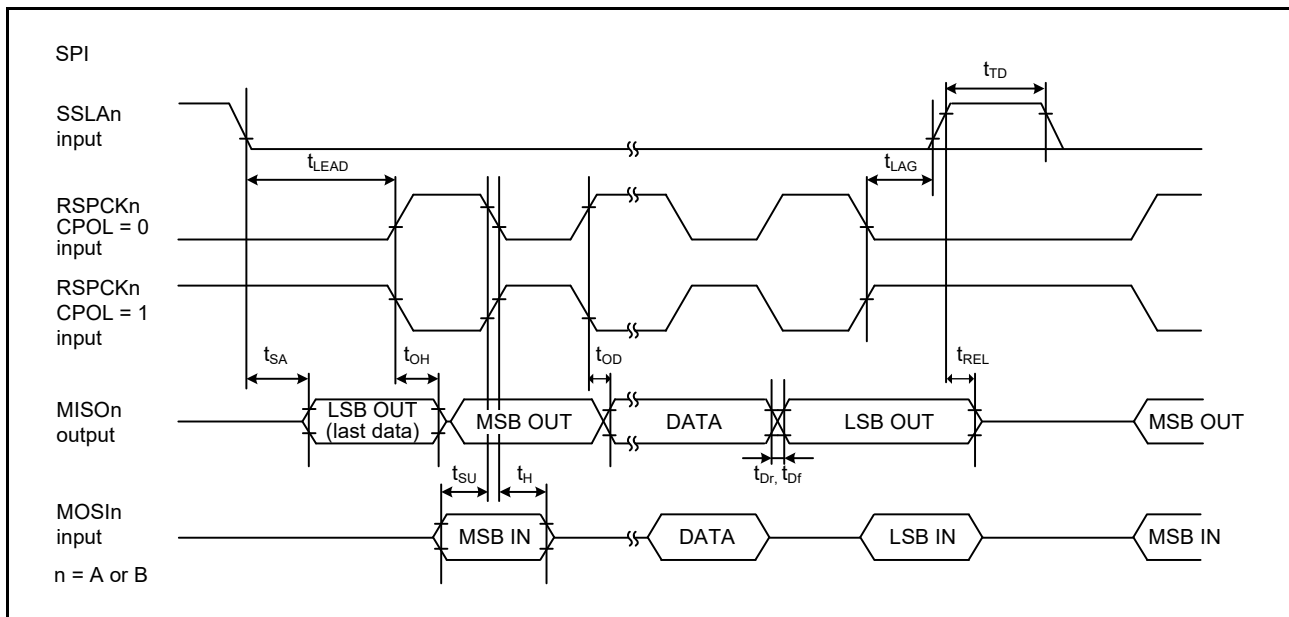 SPI
t_TD
SSLAn
input
t_LEAD
t_LAG
RSPCKn
CPOL = 0
input
RSPCKn
CPOL = 1
input
t_SA
t_OH
t_OD
t_REL
MISOn
output
LSB OUT
(last data)
MSB OUT
DATA
LSB OUT
MSB OUT
t_SU
t_H
t_Dr, t_Df
MOSIn
input
MSB IN
DATA
LSB IN
MSB IN
n = A or B